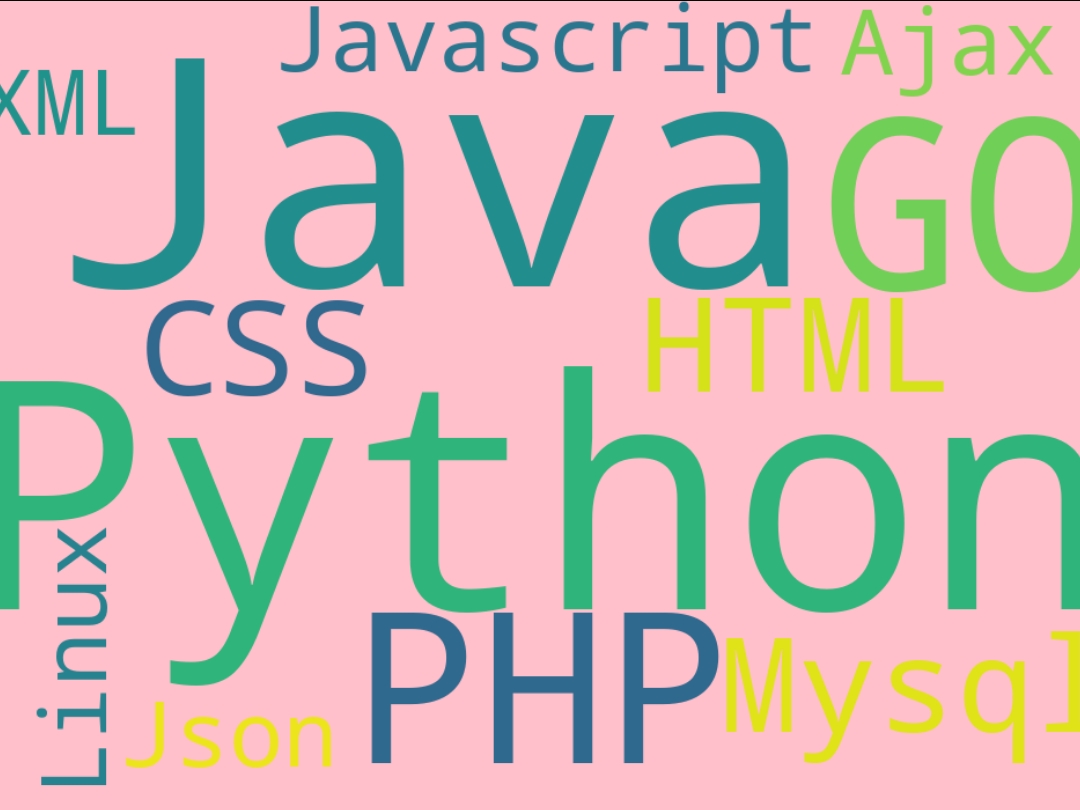 Javascript
Ajax
XML
Java
GO
CSS
HTML
Python
Linux
PHP
Mysql
Json